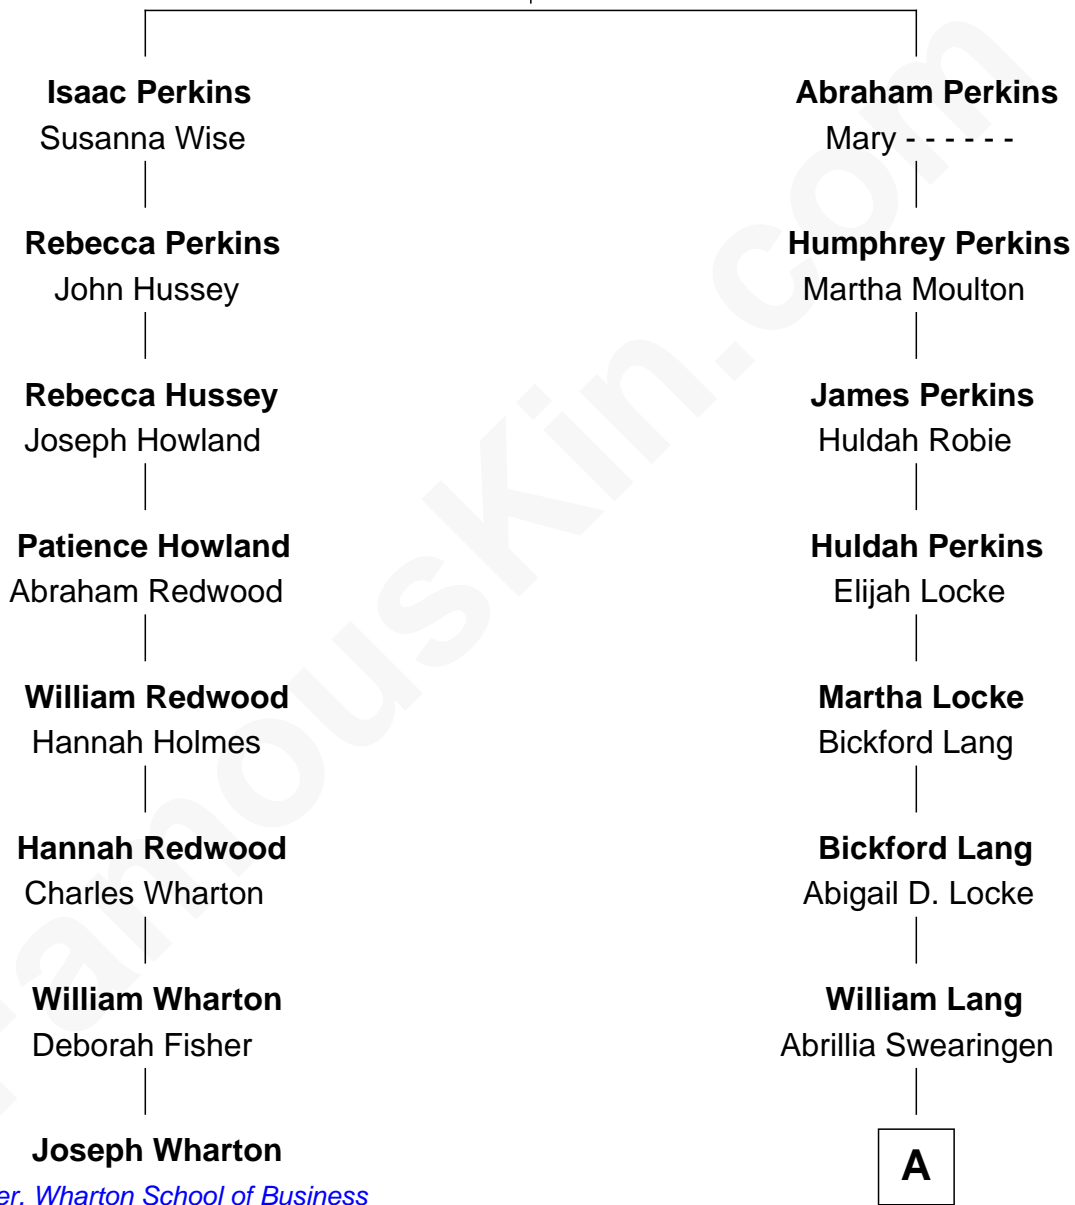 Isaac Perkins
Susanna Wise
Rebecca Perkins
John Hussey
Rebecca Hussey
Joseph Howland
Patience Howland
Abraham Redwood
William Redwood
Hannah Holmes
Hannah Redwood
Charles Wharton
William Wharton
Deborah Fisher
Joseph Wharton
Wharton School of Business
Abraham Perkins
Mary - - - - - -
Humphrey Perkins
Martha Moulton
James Perkins
Huldah Robie
Huldah Perkins
Elijah Locke
Martha Locke
Bickford Lang
Bickford Lang
Abigail D. Locke
William Lang
Abrillia Swearingen
A
FamousKin.com